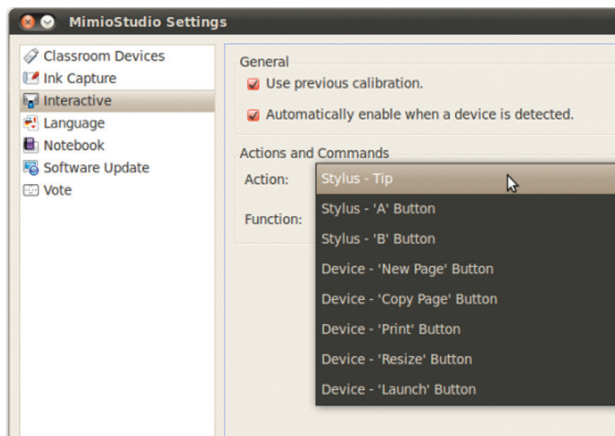 MimioStudio Settings
Classroom Devices
Ink Capture
Interactive
Language
Notebook
Software Update
Vote
General
Use previous calibration.
Automatically enable when a device is detected.
Actions and Commands
Action:
Stylus - Tip
Stylus - 'A' Button
Function:
Stylus - 'B' Button
Device - 'New Page' Button
Device - 'Copy Page' Button
Device - 'Print' Button
Device - 'Resize' Button
Device - 'Launch' Button